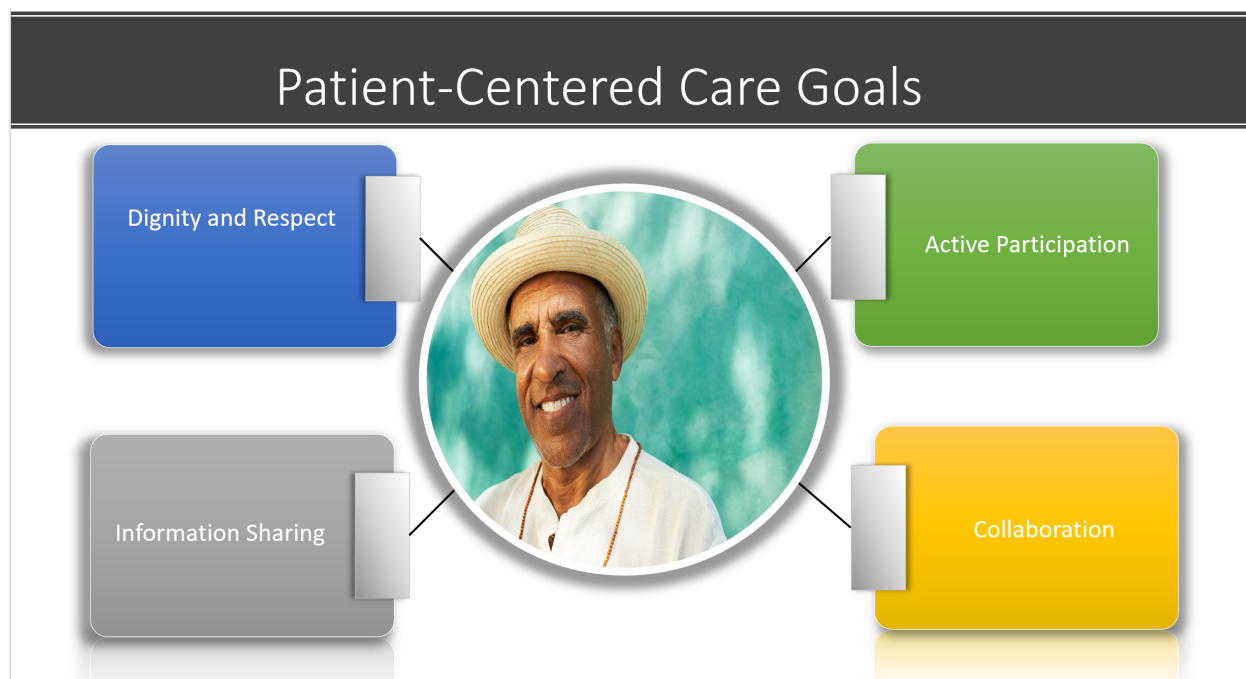 Patient-Centered Care Goals
Dignity and Respect
Active Participation
Information Sharing
Collaboration